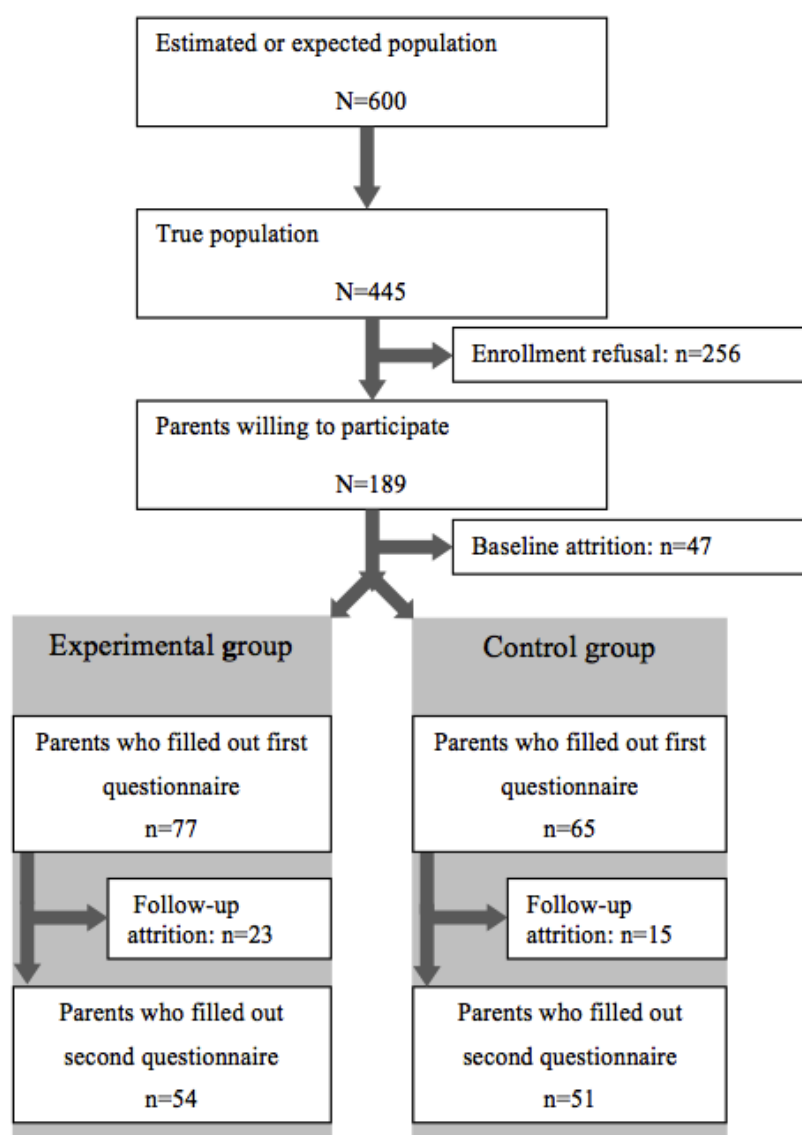 Estimated or expected population
N=600
True population
N=445
Enrollment refusal: n=256
Parents willing to participate
N=189
Baseline attrition: n=47
Experimental group
Parents who filled out first
questionnaire
n=77
Follow-up
attrition: n=23
Parents who filled out
second questionnaire
n=54
Control group
Parents who filled out first
questionnaire
n=65
Follow-up
attrition: n=15
Parents who filled out
second questionnaire
n=51